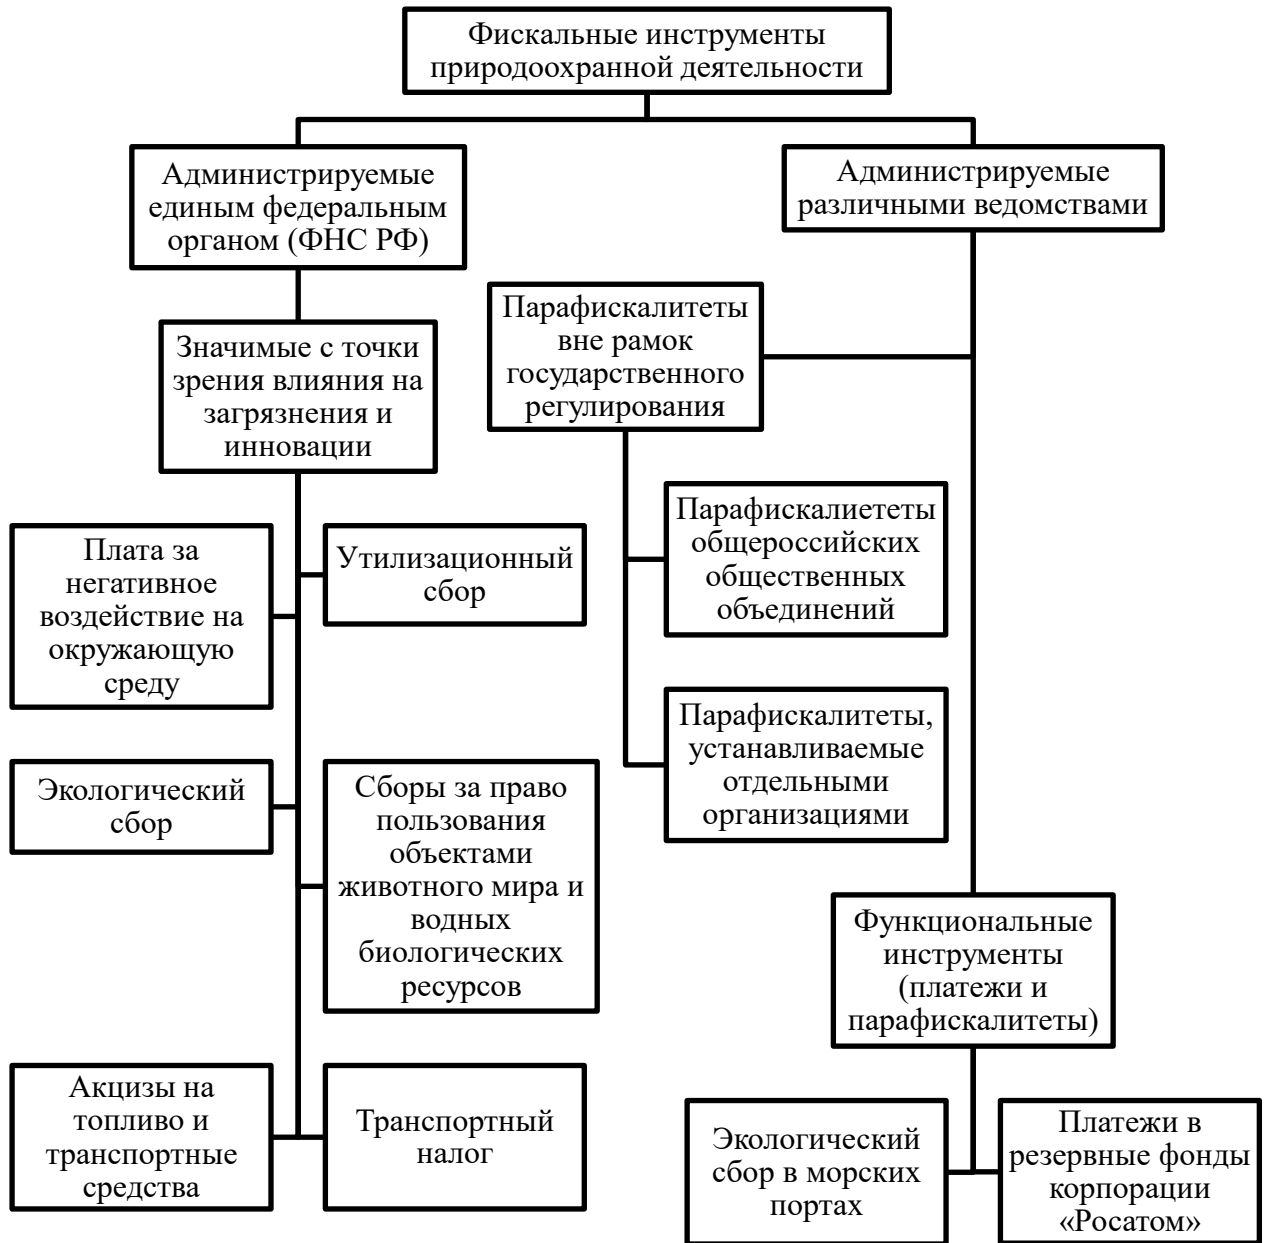 Фискальные инструменты
природоохранной деятельности
Администрируемые
единым федеральным
органом (ФНС РФ)
Администрируемые
различными ведомствами
Значимые с точки
зрения влияния на
загрязнения и
инновации
Парафискалитеты
вне рамок
государственного
регулирования
Плата за
негативное
воздействие на
окружающую
среду
Утилизационный
сбор
Парафискалиететы
общероссийских
общественных
объединений
Экологический
сбор
Сборы за право
пользования
объектами
животного мира и
водных
биологических
ресурсов
Парафискалитеты,
устанавливаемые
отдельными
организациями
Функциональные
инструменты
(платежи и
парафискалитеты)
Акцизы на
топливо и
транспортные
средства
Транспортный
налог
Экологический
сбор в морских
портах
Платежи в
резервные фонды
корпорации
«Росатом»